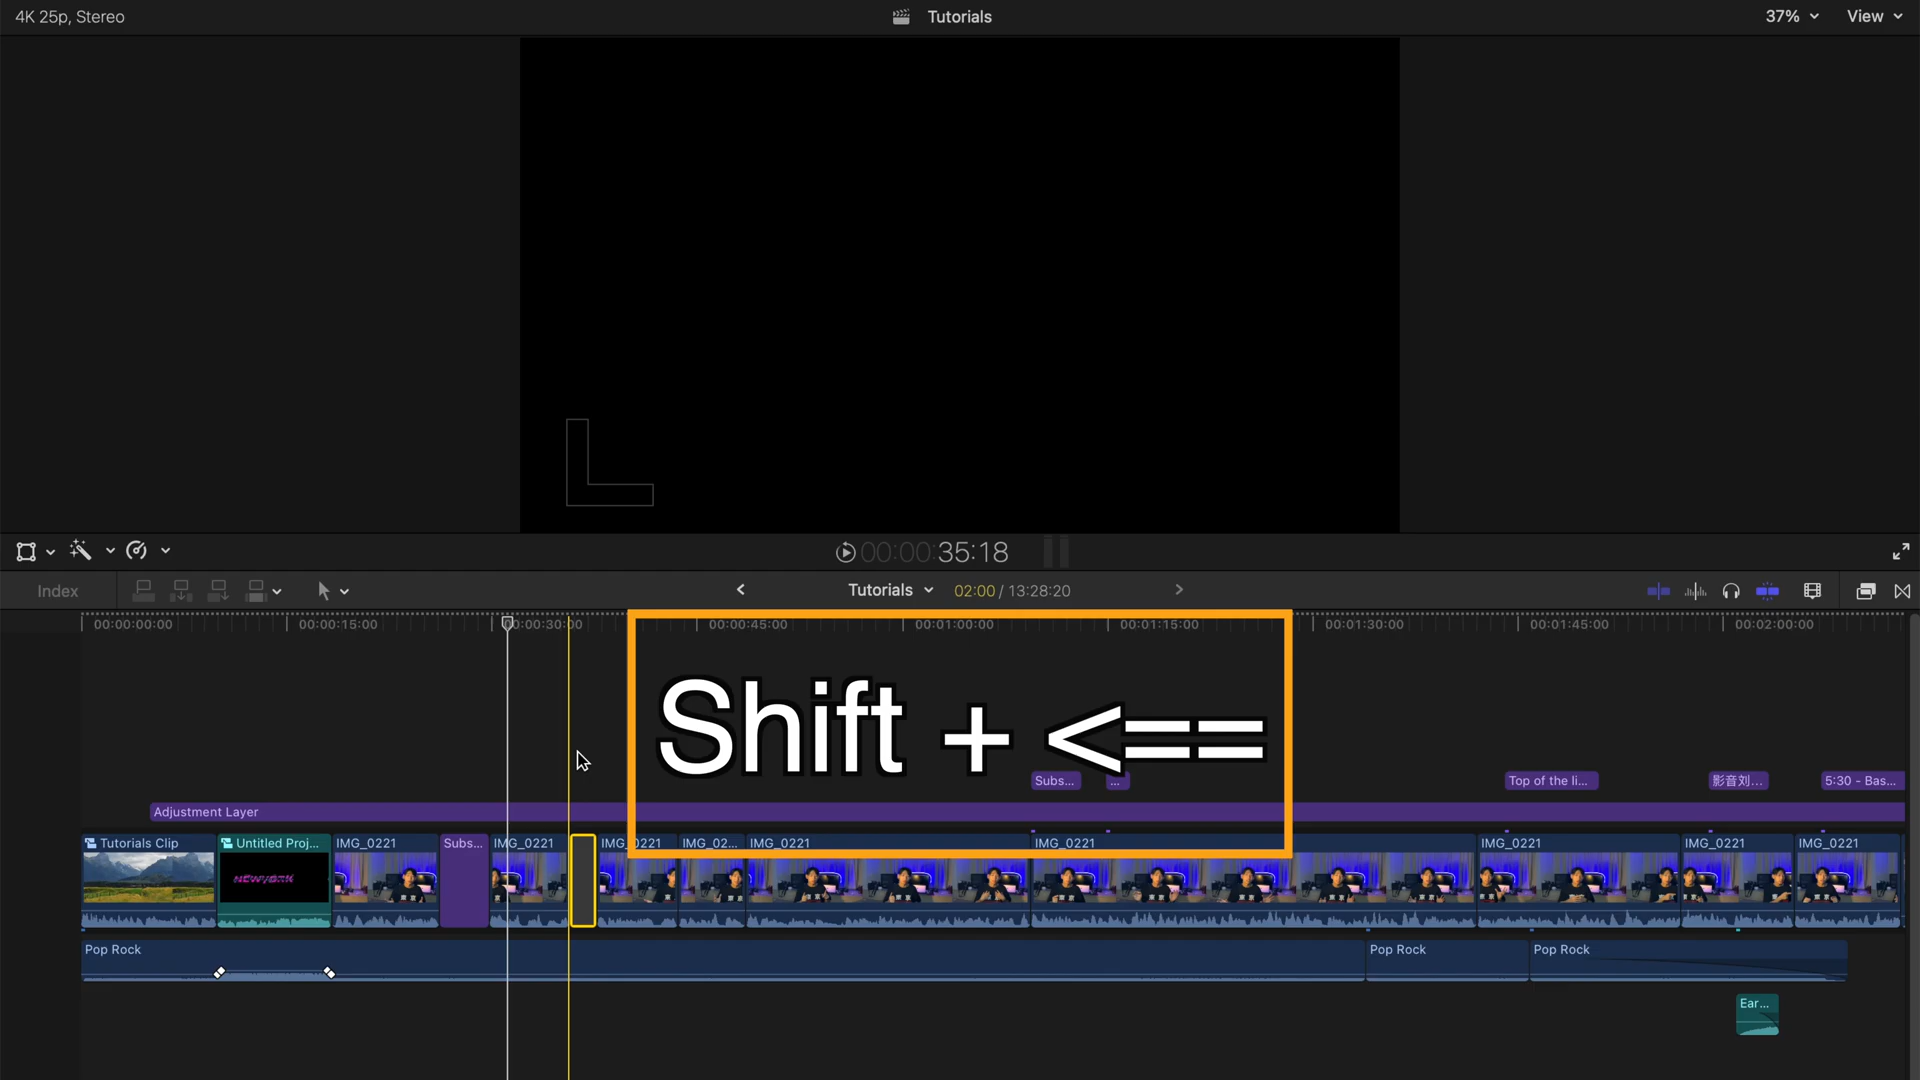 4K 25p, Stereo
Tutorials
37%
View
00:00:00:35:18
Index
Tutorials
02:00 / 13:28:20
00:00:00:00
00:00:15:00
00:00:30:00
00:00:45:00
00:01:00:00
00:01:15:00
00:01:30:00
00:01:45:00
00:02:00:00
Shift + <==
Subs...
...
Top of the li...
影音刘...
5:30 - Bas...
Adjustment Layer
Tutorials Clip
Untitled Proj...
IMG_0221
Subs...
IMG_0221
IMG_0221
IMG_02...
IMG_0221
IMG_0221
IMG_0221
IMG_0221
IMG_0221
NEWYORK
Pop Rock
Pop Rock
Pop Rock
Ear...